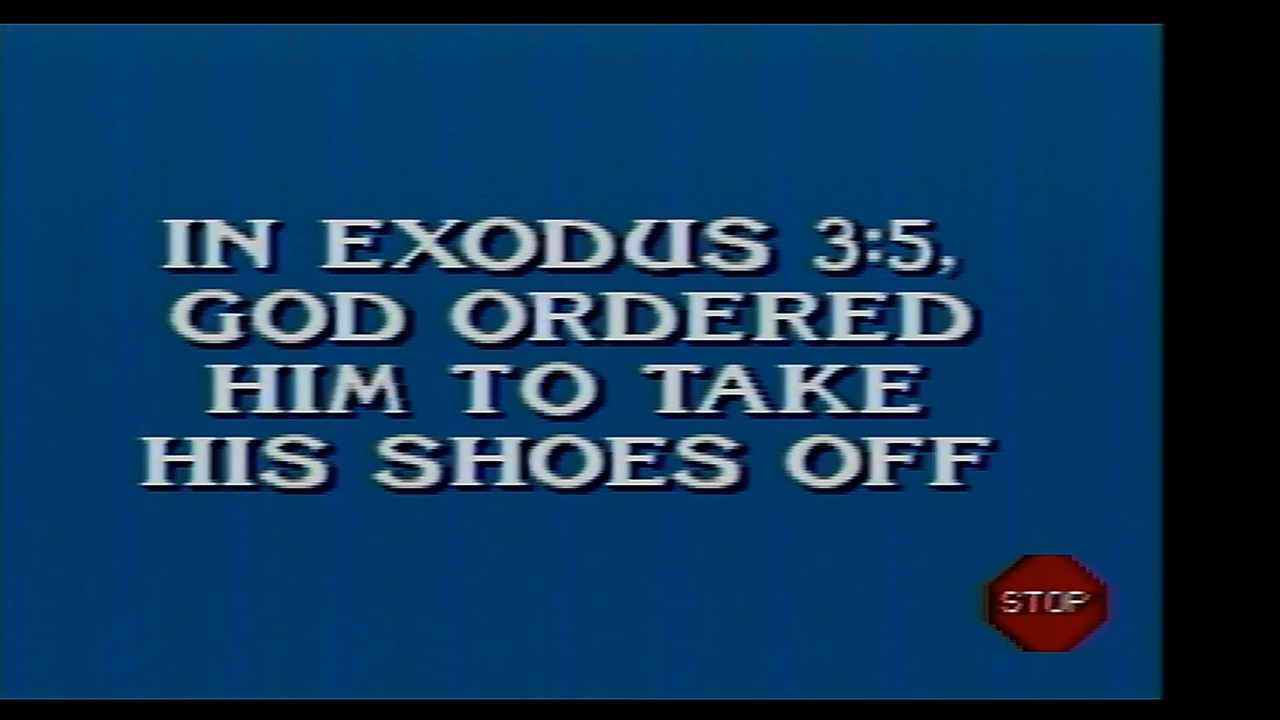 IN EXODUS 3:5,
GOD ORDERED
HIM TO TAKE
HIS SHOES OFF
STOP